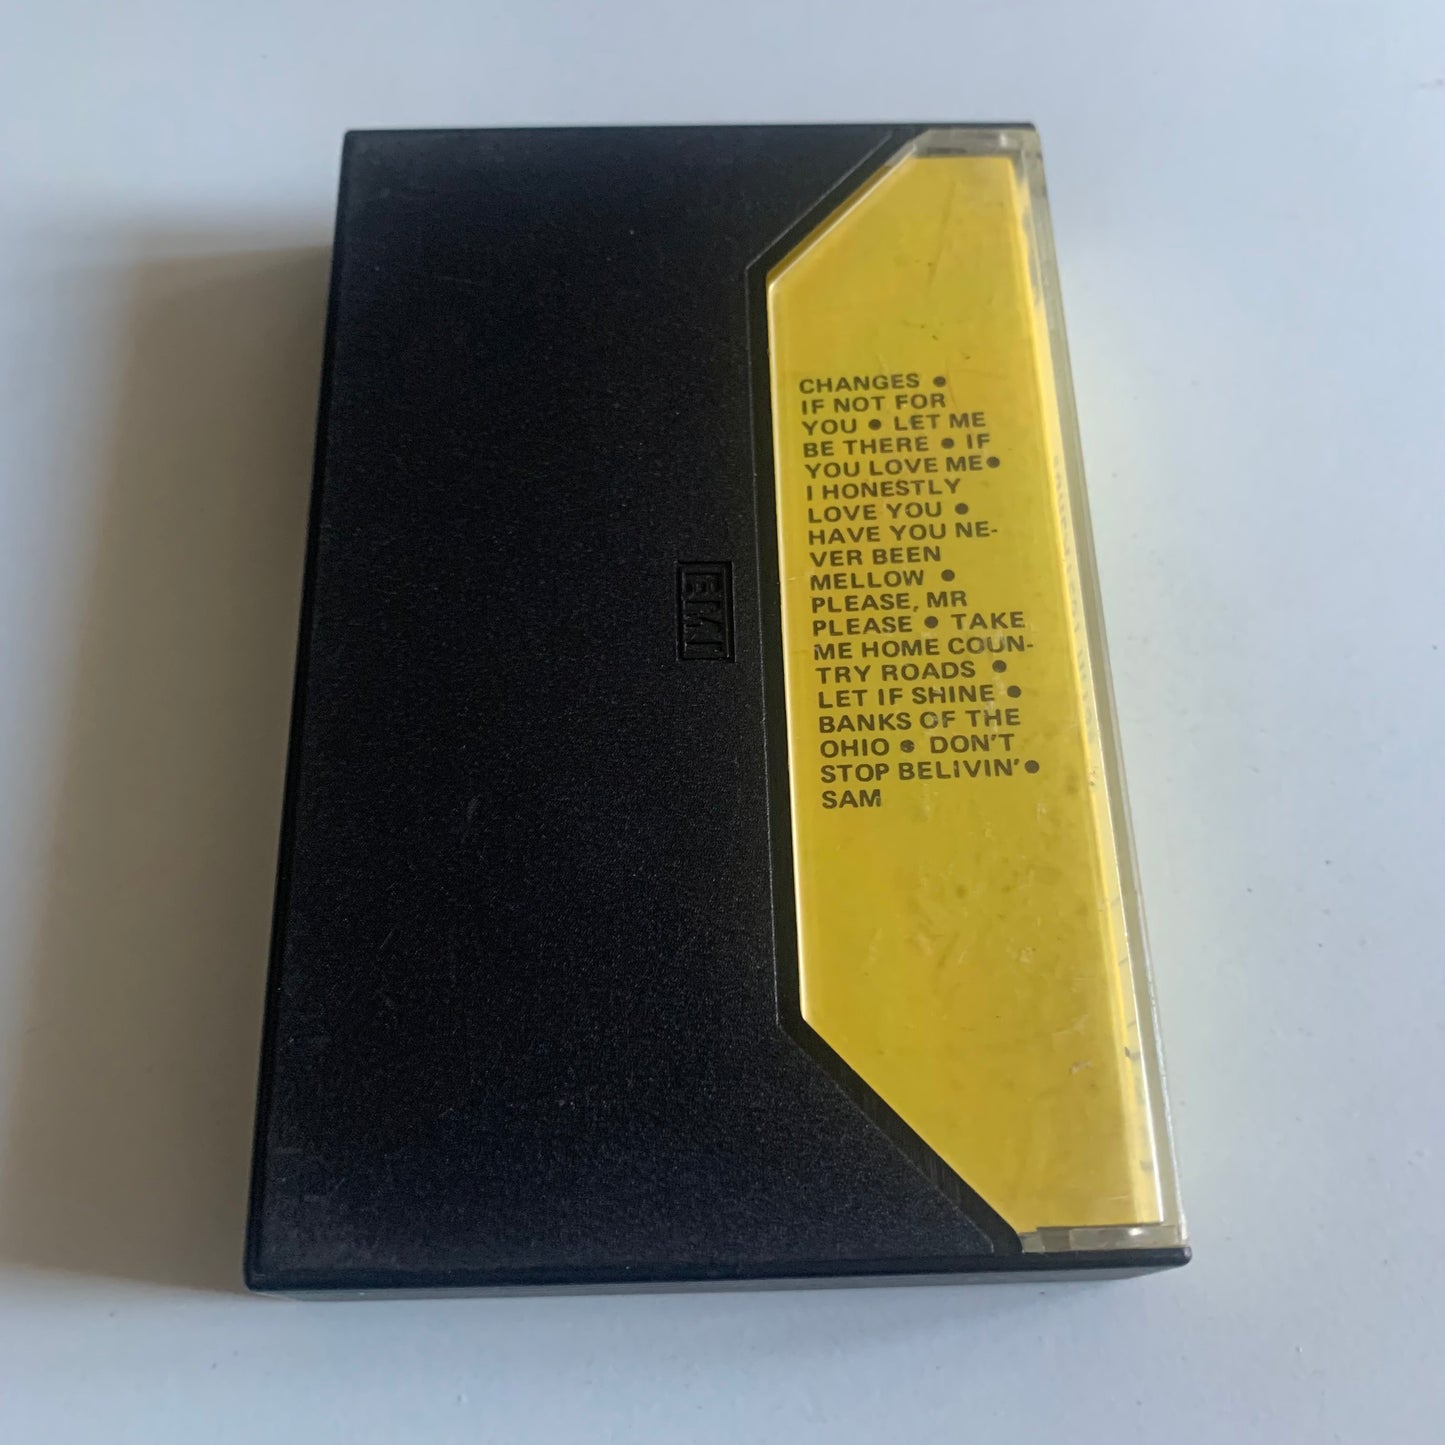 CHANGES •
IF NOT FOR
YOU • LET ME
BE THERE • IF
YOU LOVE ME •
I HONESTLY
LOVE YOU •
HAVE YOU NE-
VER BEEN
MELLOW •
PLEASE, MR
PLEASE • TAKE
ME HOME COUN-
TRY ROADS •
LET IF SHINE •
BANKS OF THE
OHIO • DON'T
STOP BELIVIN' •
SAM
EMI